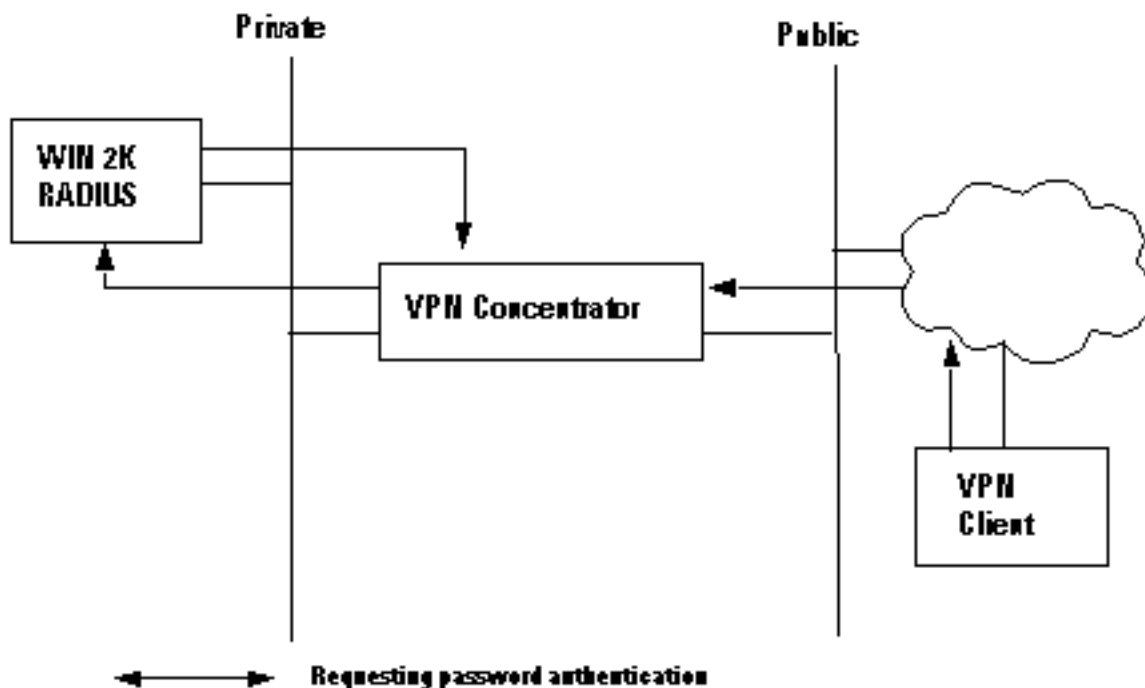 Private
Public
WIN 2K
RADIUS
VPN Concentrator
VPN
Client
Requesting password authentication